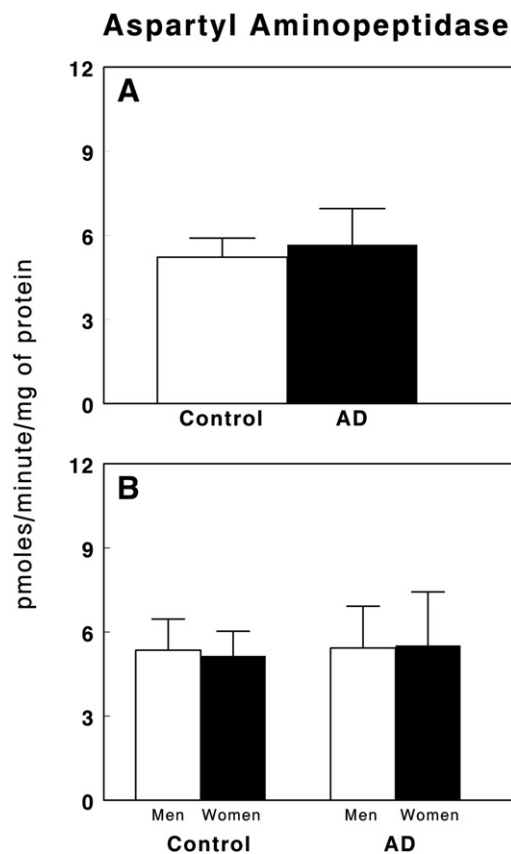 Aspartyl Aminopeptidase
pmoles/minute/mg of protein
A
12
9
6
3
0
Control AD
B
12
9
6
3
0
Men Women Men Women
Control AD